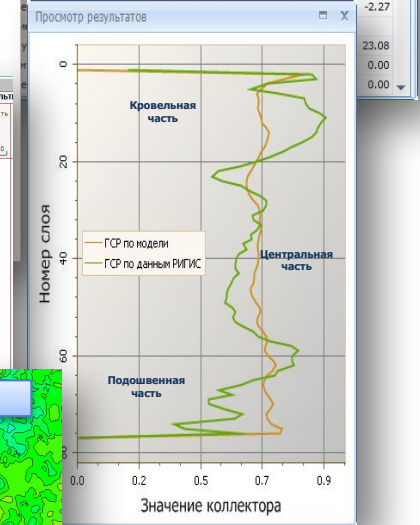 -2.27
23.08
0.00
0.00
Просмотр результатов
Кровельная
часть
ГСР по модели
ГСР по данным РИГИС
Центральная
часть
Подошвенная
часть
Номер слоя
0
20
40
60
0.0 0.2 0.5 0.7 0.9
Значение коллектора